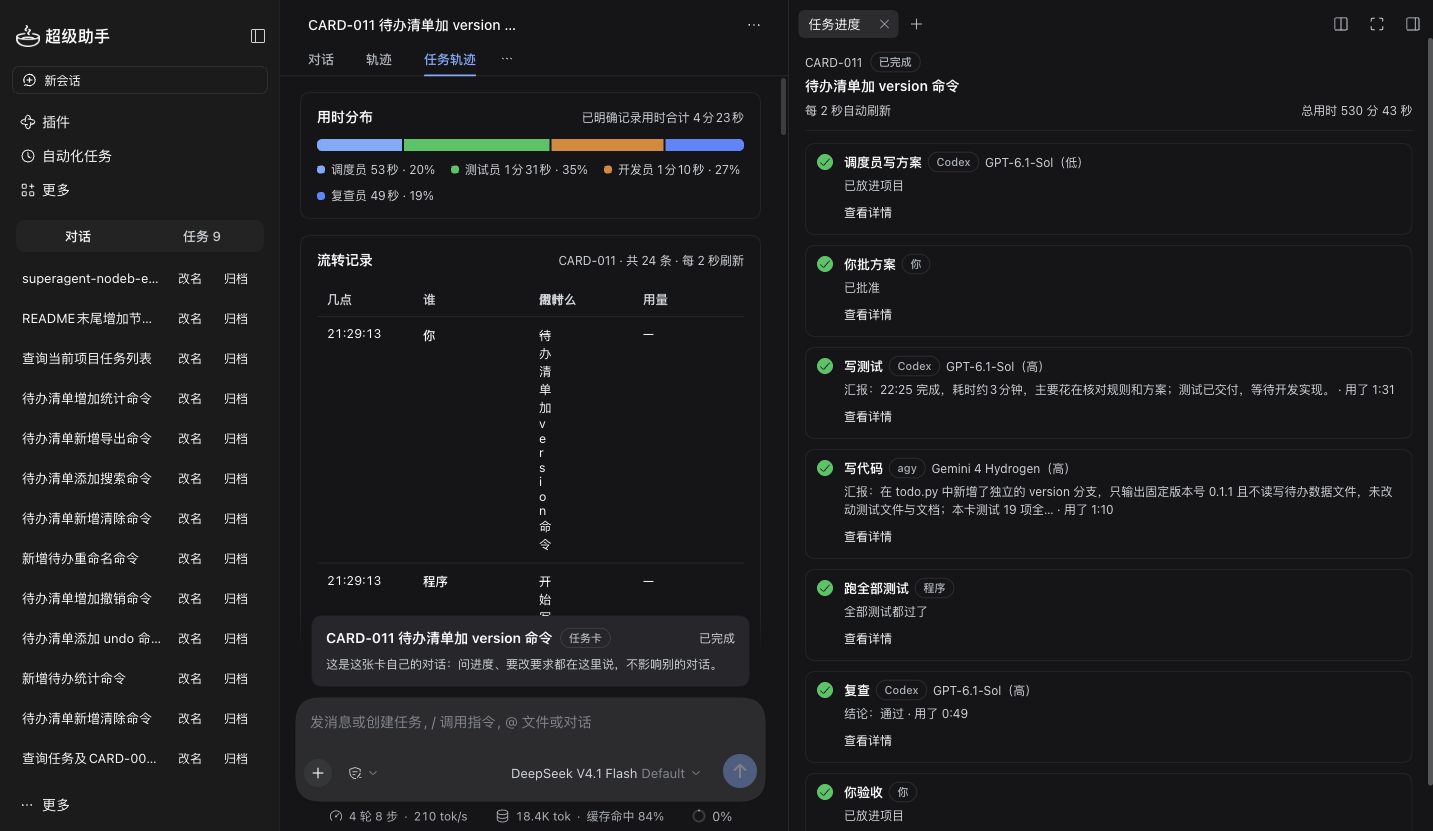 超级助手
新会话
插件
自动化任务
更多
对话 任务 9
superagent-nodeb-e... 改名 归档
README 末尾增加节... 改名 归档
查询当前项目任务列表 改名 归档
待办清单增加统计命令 改名 归档
待办清单新增导出命令 改名 归档
待办清单添加搜索命令 改名 归档
待办清单新增清除命令 改名 归档
新增待办重命名命令 改名 归档
待办清单增加撤销命令 改名 归档
待办清单添加 undo 命... 改名 归档
新增待办统计命令 改名 归档
待办清单新增清除命令 改名 归档
查询任务及 CARD-00... 改名 归档
... 更多
CARD-011 待办清单加 version ...
对话 轨迹 任务轨迹 ...
用时分布 已明确记录用时合计 4 分 23 秒
调度员 53 秒 · 20% 测试员 1 分 31 秒 · 35% 开发员 1 分 10 秒 · 27%
复查员 49 秒 · 19%
流转记录 CARD-011 · 共 24 条 · 每 2 秒刷新
几点 谁 用量
21:29:13 你 待办清单加 version 命令 —
21:29:13 程序 开始 —
CARD-011 待办清单加 version 命令 任务卡 已完成
这是这张卡自己的对话：问进度、要改要求都在这里说，不影响别的对话。
发消息或创建任务, / 调用指令, @ 文件或对话
DeepSeek V4.1 Flash Default
4 轮 8 步 · 210 tok/s 18.4K tok · 缓存命中 84% 0%
任务进度
CARD-011 已完成
待办清单加 version 命令
每 2 秒自动刷新 总用时 530 分 43 秒
调度员写方案 Codex GPT-6.1-Sol（低）
已放进项目
查看详情
你批方案 你
已批准
查看详情
写测试 Codex GPT-6.1-Sol（高）
汇报：22:25 完成，耗时约 3 分钟，主要花在核对规则和方案；测试已交付，等待开发实现。 · 用了 1:31
查看详情
写代码 agy Gemini 4 Hydrogen（高）
汇报：在 todo.py 中新增了独立的 version 分支，只输出固定版本号 0.1.1 且不读写待办数据文件，未改
动测试文件与文档；本卡测试 19 项全... · 用了 1:10
查看详情
跑全部测试 程序
全部测试都过了
查看详情
复查 Codex GPT-6.1-Sol（高）
结论：通过 · 用了 0:49
查看详情
你验收 你
已放进项目